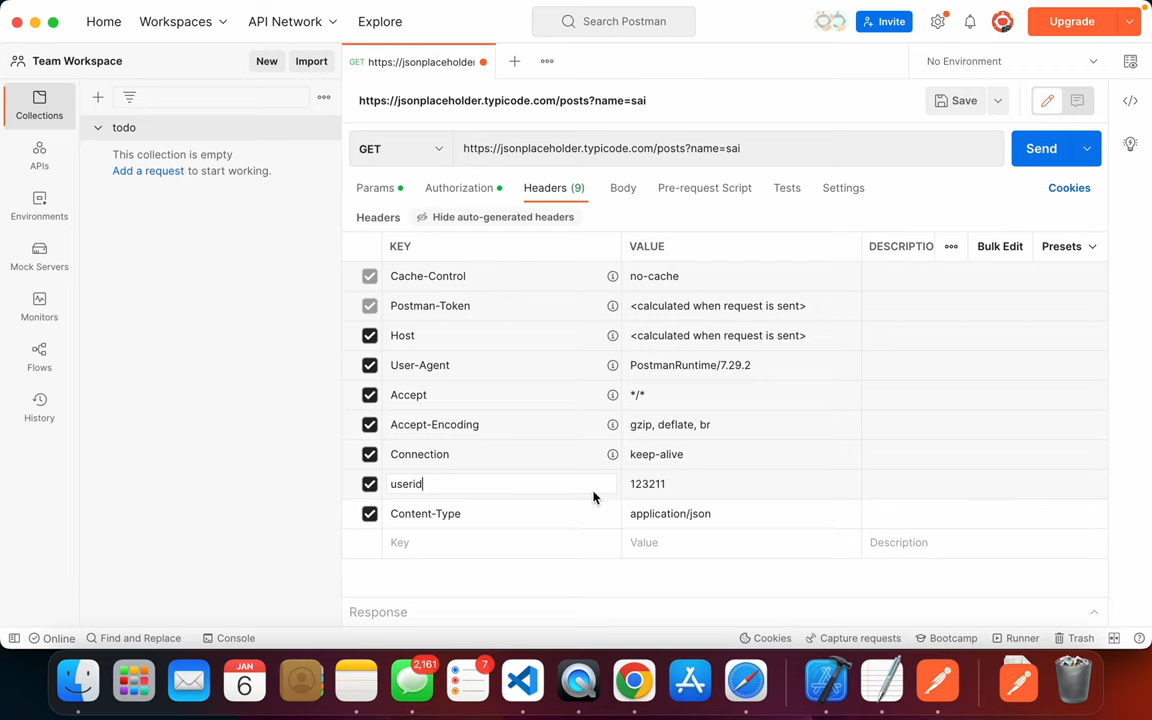 Home Workspaces API Network Explore Search Postman Invite Upgrade
Team Workspace New Import GET https://jsonplaceholder No Environment
Collections
todo
This collection is empty
Add a request to start working.
APIs
Environments
Mock Servers
Monitors
Flows
History
https://jsonplaceholder.typicode.com/posts?name=sai Save
GET https://jsonplaceholder.typicode.com/posts?name=sai Send
Params Authorization Headers (9) Body Pre-request Script Tests Settings Cookies
Headers Hide auto-generated headers
KEY VALUE DESCRIPTIO Bulk Edit Presets
Cache-Control no-cache
Postman-Token <calculated when request is sent>
Host <calculated when request is sent>
User-Agent PostmanRuntime/7.29.2
Accept */*
Accept-Encoding gzip, deflate, br
Connection keep-alive
userid 123211
Content-Type application/json
Key Value Description
Response
Online Find and Replace Console Cookies Capture requests Bootcamp Runner Trash
JAN
6
2,161
7